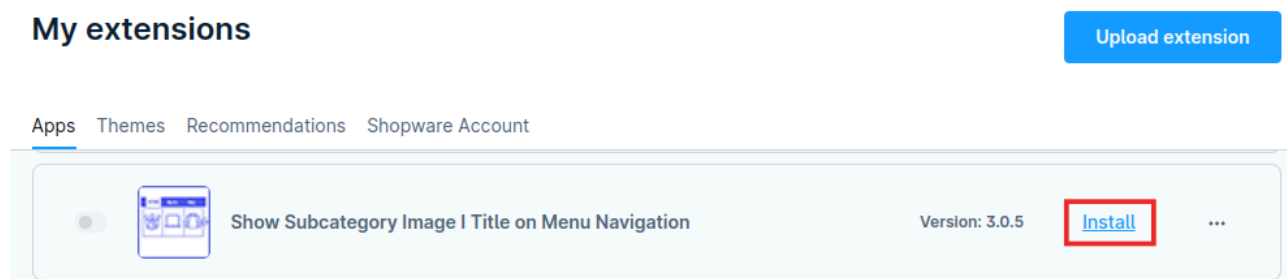 My extensions
Upload extension
Apps Themes Recommendations Shopware Account
Show Subcategory Image I Title on Menu Navigation Version: 3.0.5 Install ...